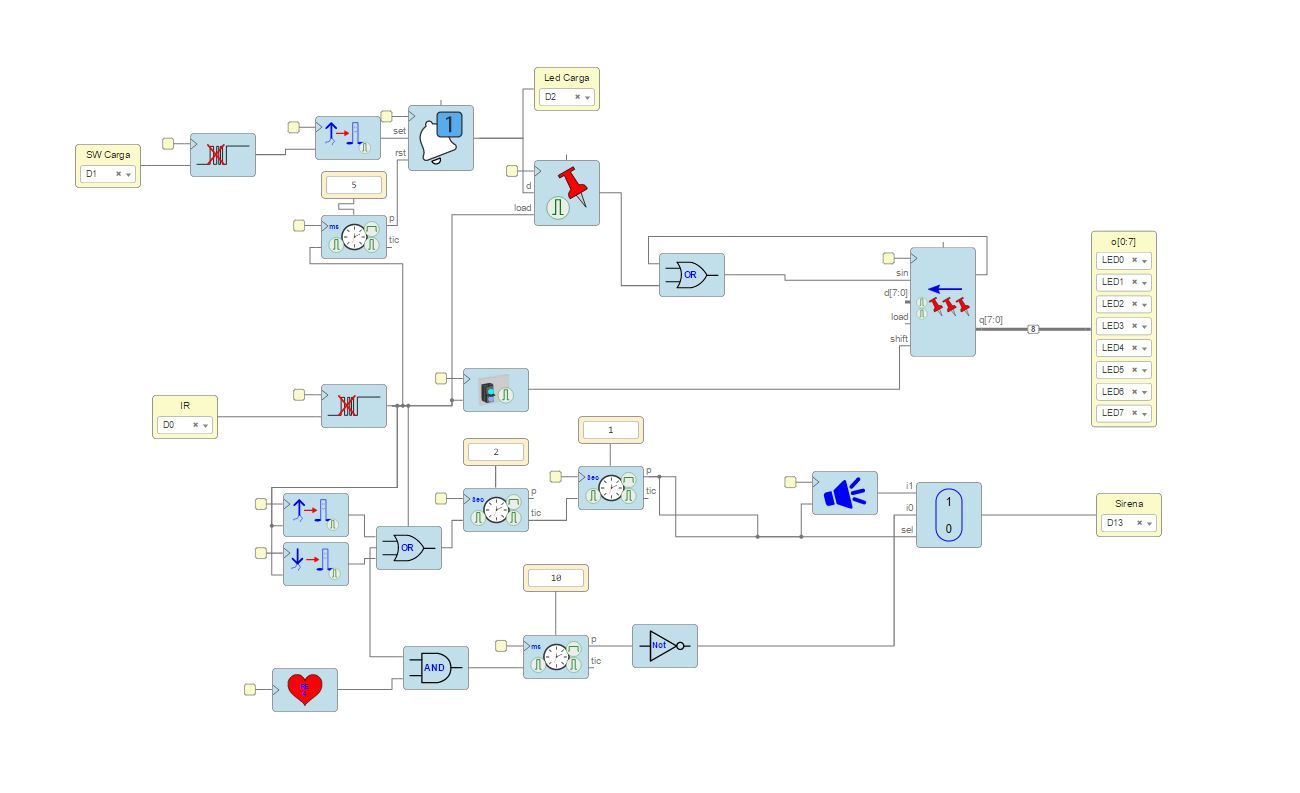 Led Carga
D2
1
set
rst
SW Carga
D1
5
ms
p
tic
d
load
OR
sin
d[7:0]
load
shift
q[7:0]
8
o[0:7]
LED0
LED1
LED2
LED3
LED4
LED5
LED6
LED7
IR
D0
1
2
Sec
p
tic
Sec
p
tic
OR
i1
i0
sel
1
0
Sirena
D13
10
ms
p
tic
Not
AND